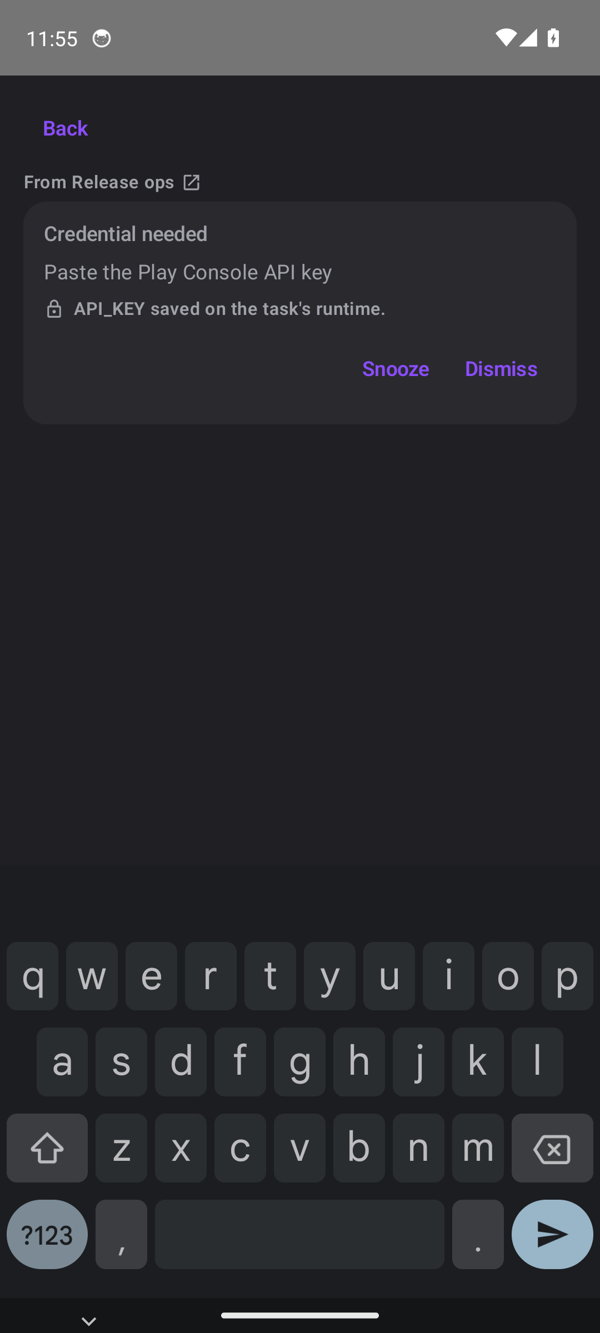 11:55
Back
From Release ops
Credential needed
Paste the Play Console API key
API_KEY saved on the task's runtime.
Snooze Dismiss
q w e r t y u i o p
a s d f g h j k l
z x c v b n m
?123 , .